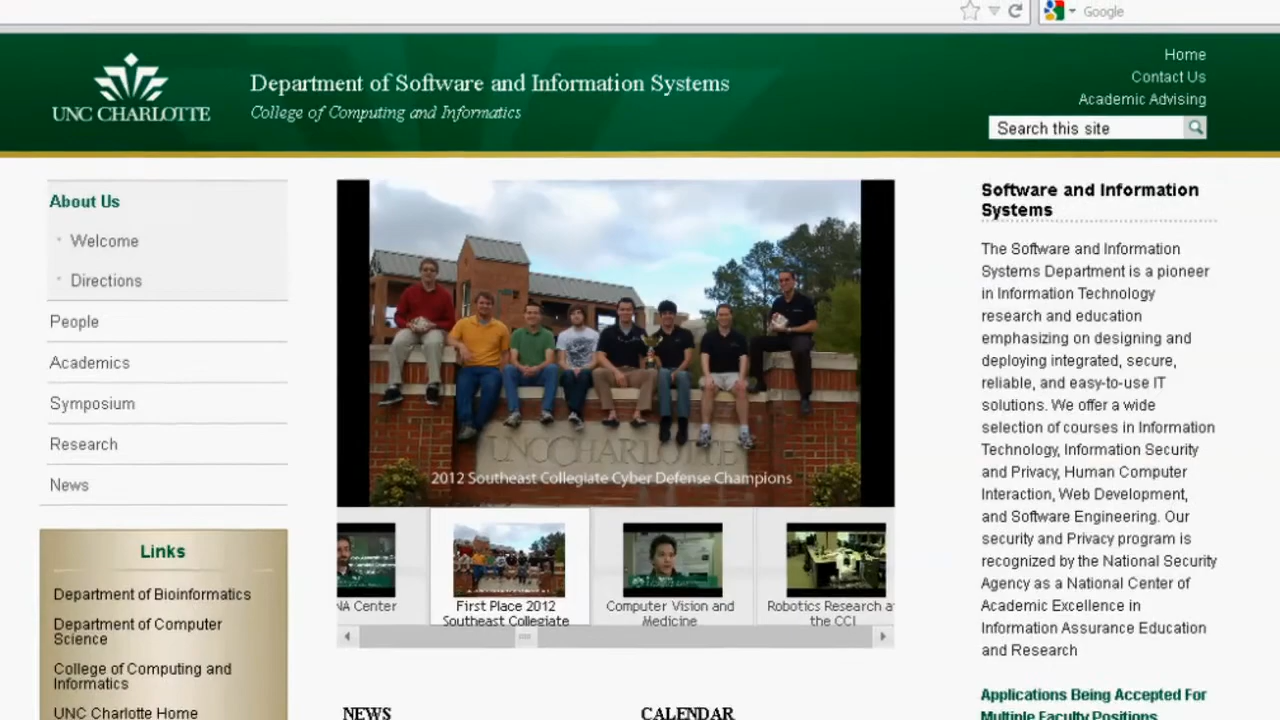 Google
Home
Contact Us
Academic Advising
Search this site
UNC CHARLOTTE
Department of Software and Information Systems
College of Computing and Informatics
About Us
Welcome
Directions
People
Academics
Symposium
Research
News
Links
Department of Bioinformatics
Department of Computer
Science
College of Computing and
Informatics
UNC Charlotte Home
UNC CHARLOTTE
2012 Southeast Collegiate Cyber Defense Champions
NA Center
First Place 2012
Southeast Collegiate
Computer Vision and
Medicine
Robotics Research at
the CCI
NEWS
CALENDAR
Software and Information
Systems
The Software and Information
Systems Department is a pioneer
in Information Technology
research and education
emphasizing on designing and
deploying integrated, secure,
reliable, and easy-to-use IT
solutions. We offer a wide
selection of courses in Information
Technology, Information Security
and Privacy, Human Computer
Interaction, Web Development,
and Software Engineering. Our
security and Privacy program is
recognized by the National Security
Agency as a National Center of
Academic Excellence in
Information Assurance Education
and Research
Applications Being Accepted For
Multiple Faculty Positions